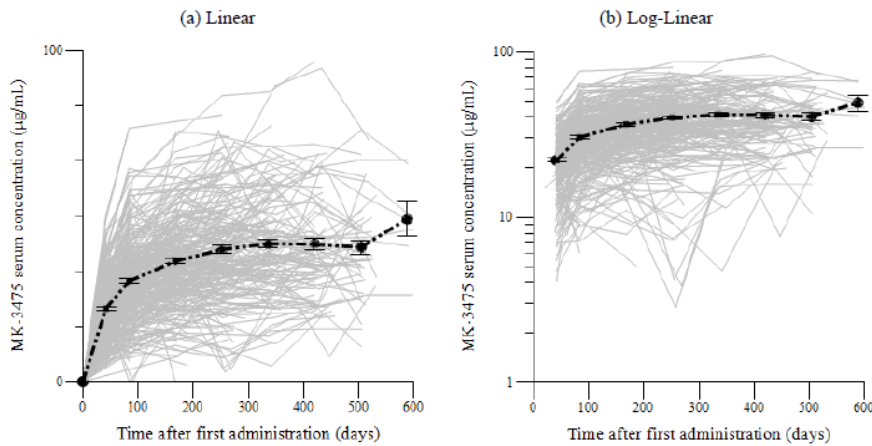 (a) Linear
(b) Log-Linear
100
0
MK-3475 serum concentration (µg/mL)
0 100 200 300 400 500 600
Time after first administration (days)
100
10
1
MK-3475 serum concentration (µg/mL)
0 100 200 300 400 500 600
Time after first administration (days)